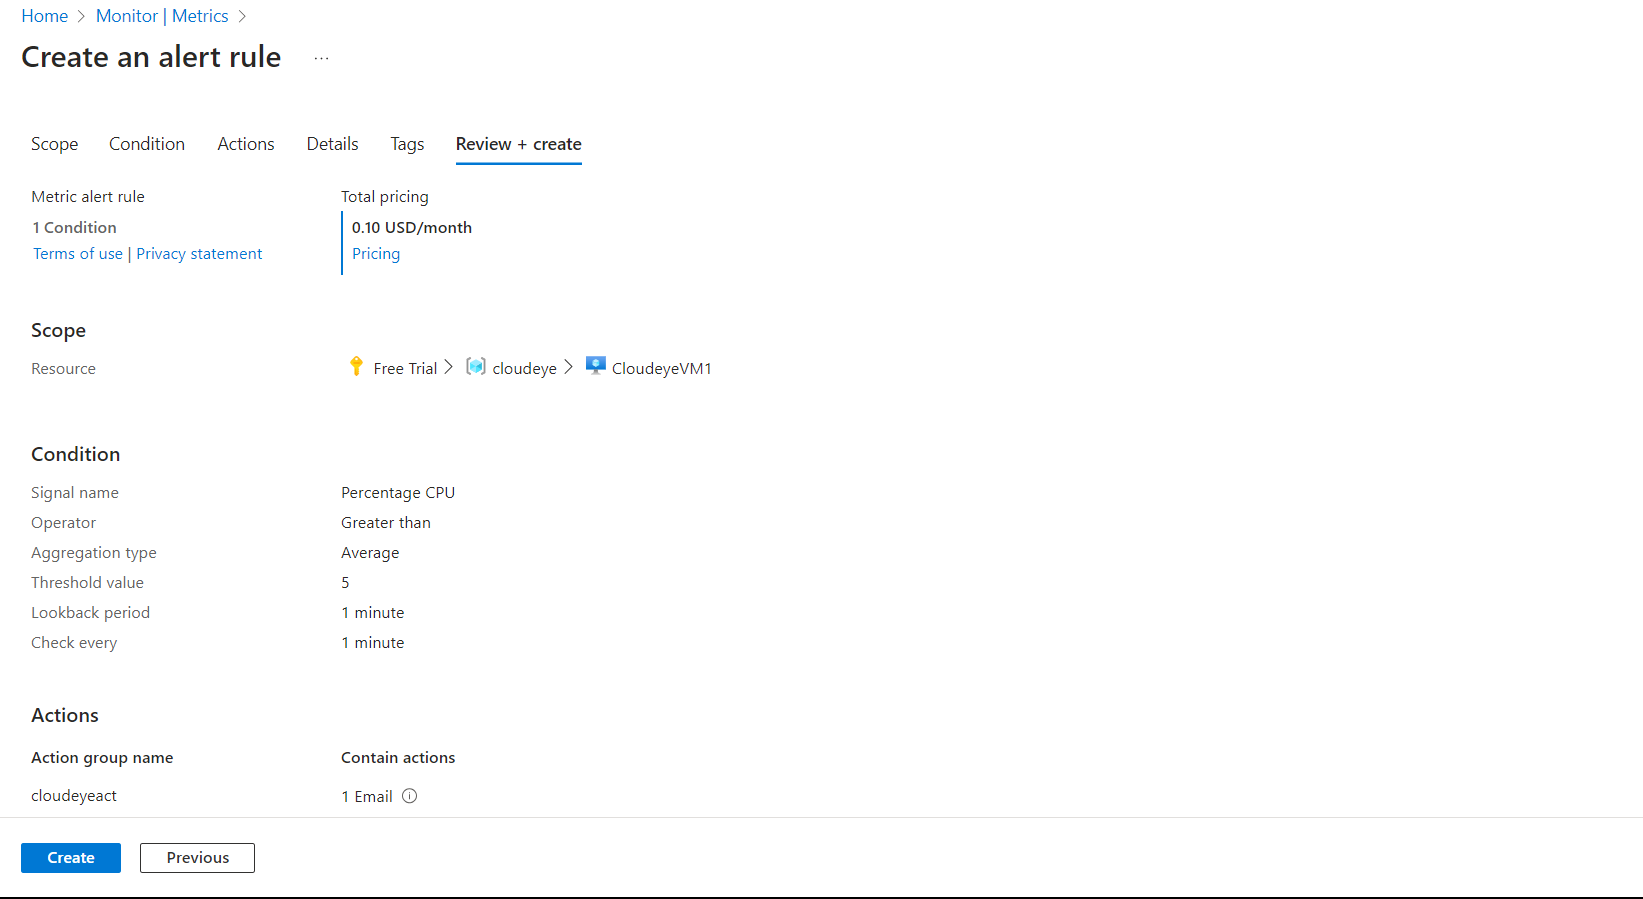 Home > Monitor | Metrics >
Create an alert rule ...
Scope Condition Actions Details Tags Review + create
Metric alert rule Total pricing
1 Condition 0.10 USD/month
Terms of use | Privacy statement Pricing
Scope
Resource Free Trial > cloudeye > CloudeyeVM1
Condition
Signal name Percentage CPU
Operator Greater than
Aggregation type Average
Threshold value 5
Lookback period 1 minute
Check every 1 minute
Actions
Action group name Contain actions
cloudeyeact 1 Email
Create Previous